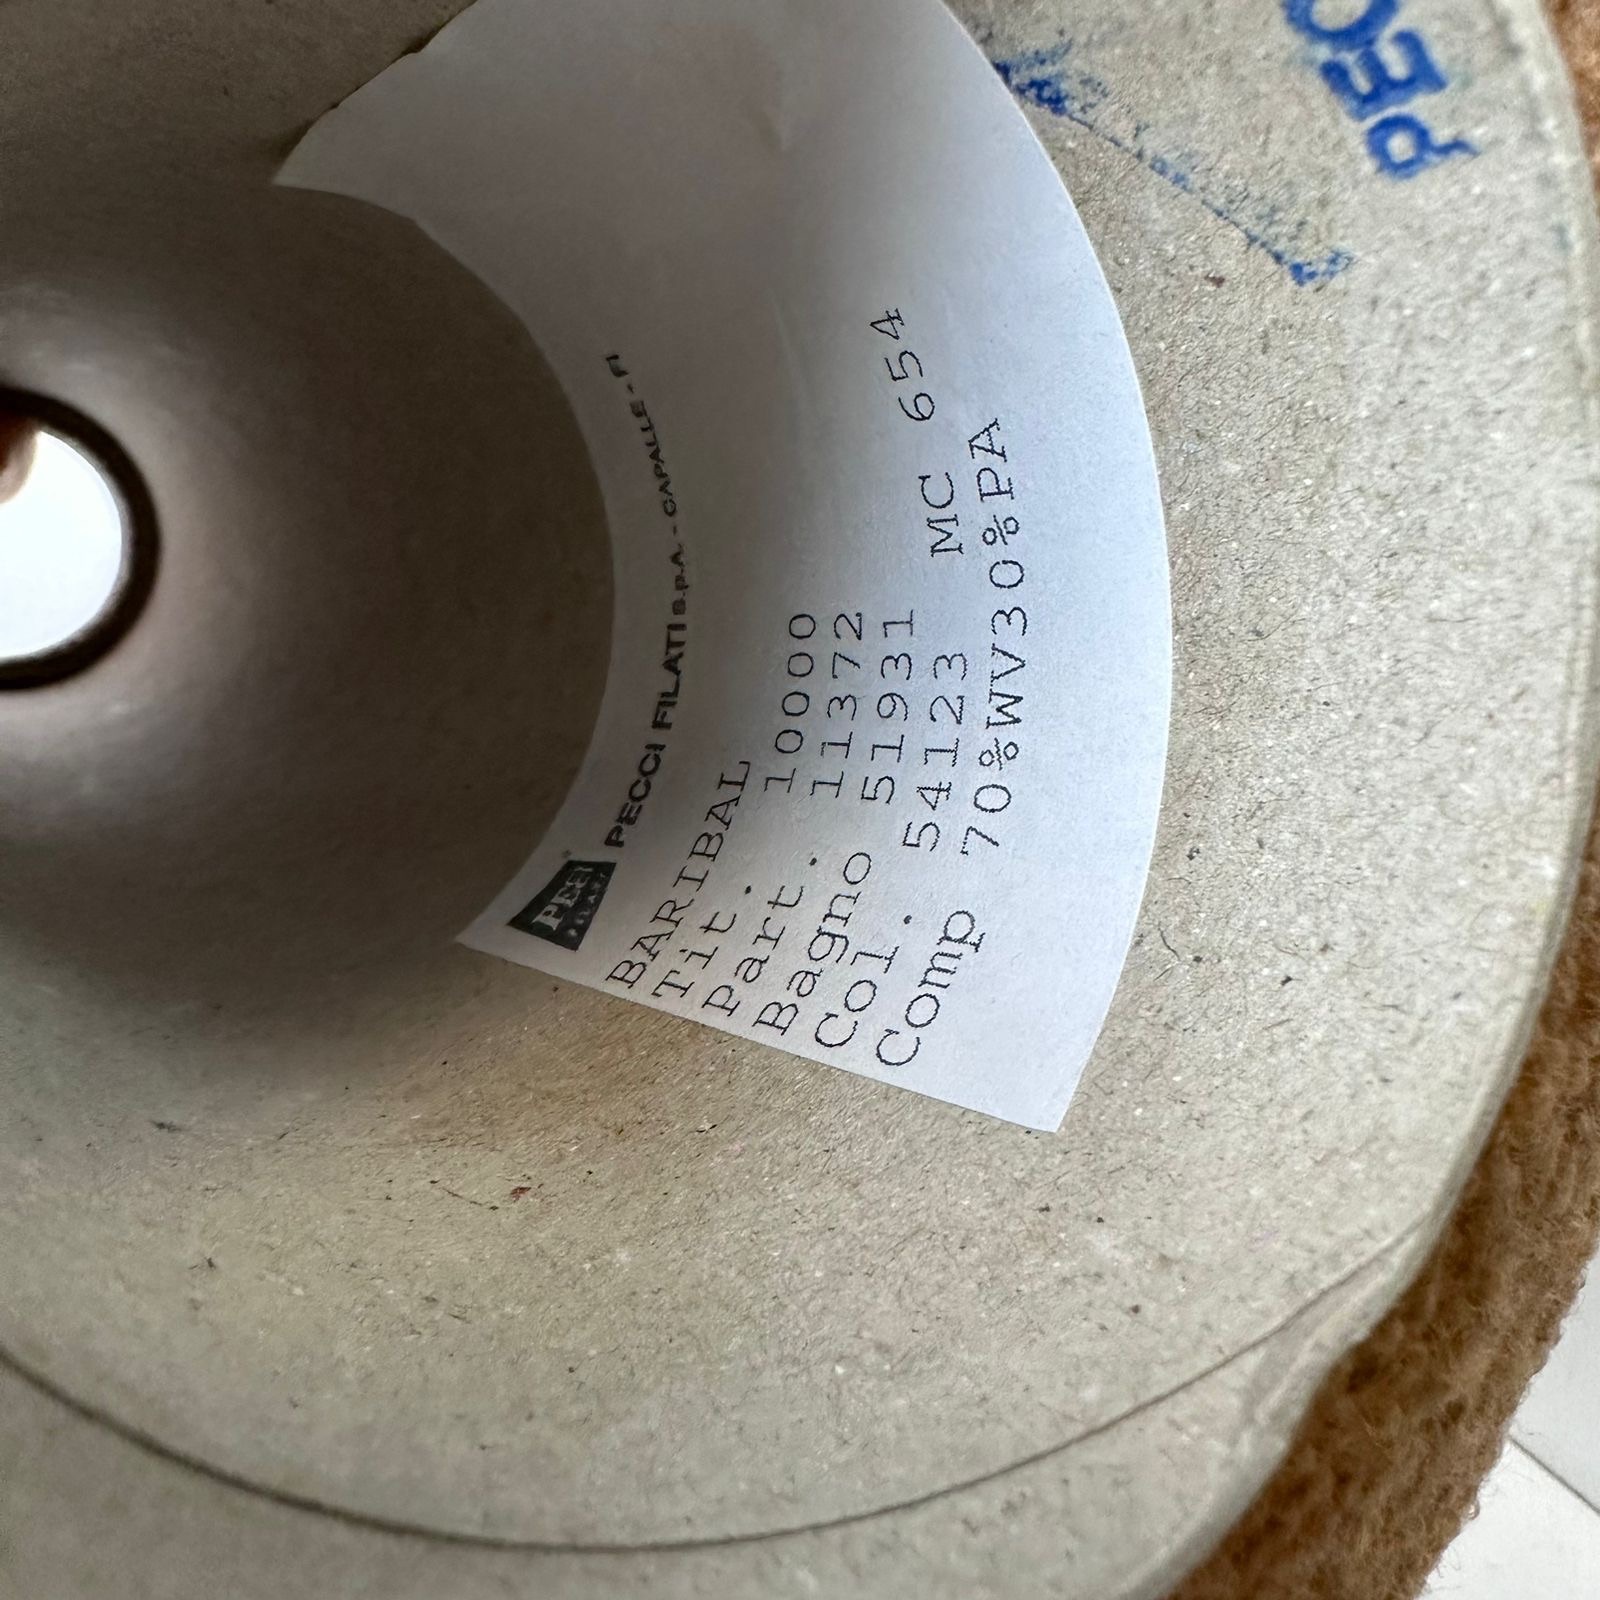 PECCI FILATI s.p.A. - CAPALLE - FI
BARIBAL
Tit. 10000
Part. 11372
Bagno 51931
Col. 54123 MC 654
Comp 70%WV30%PA
PEC